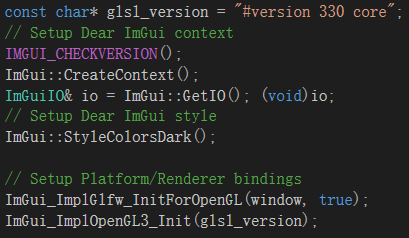 const char* glsl_version = "#version 330 core";
// Setup Dear ImGui context
IMGUI_CHECKVERSION();
ImGui::CreateContext();
ImGuiIO& io = ImGui::GetIO(); (void)io;
// Setup Dear ImGui style
ImGui::StyleColorsDark();

// Setup Platform/Renderer bindings
ImGui_ImplGlfw_InitForOpenGL(window, true);
ImGui_ImplOpenGL3_Init(glsl_version);